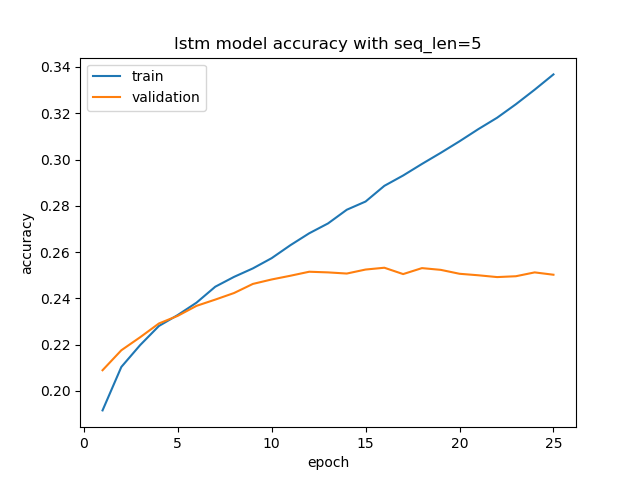 lstm model accuracy with seq_len=5
train
validation
accuracy
0.34
0.32
0.30
0.28
0.26
0.24
0.22
0.20
0 5 10 15 20 25
epoch